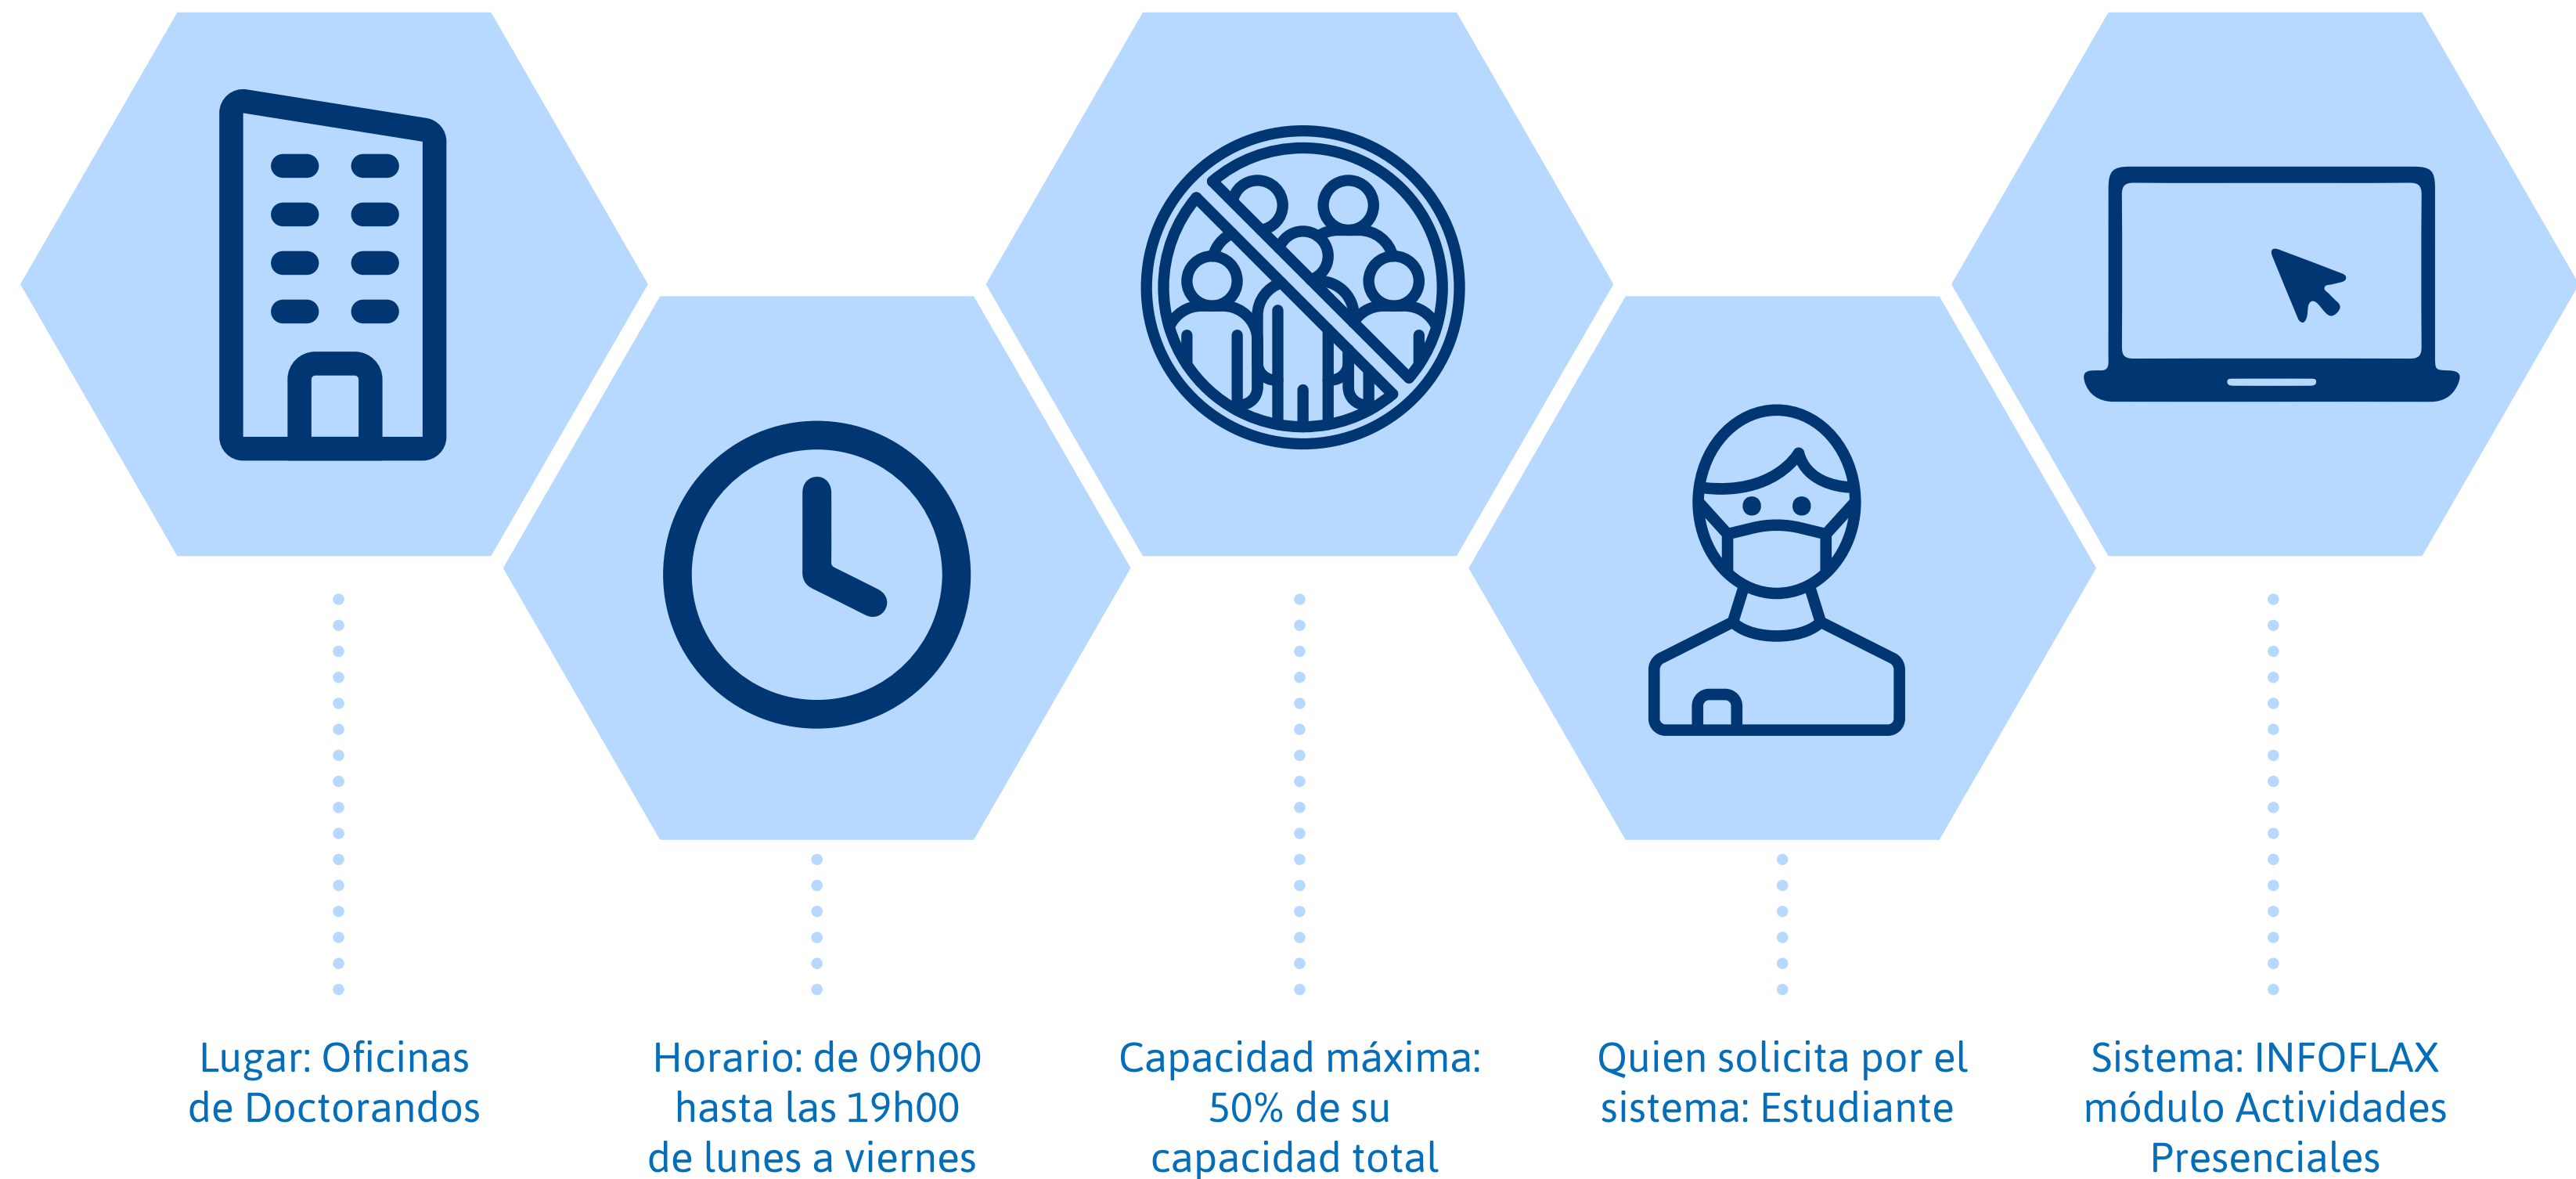 Lugar: Oficinas
de Doctorandos
Horario: de 09h00
hasta las 19h00
de lunes a viernes
Capacidad máxima:
50% de su
capacidad total
Quien solicita por el
sistema: Estudiante
Sistema: INFOFLAX
módulo Actividades
Presenciales